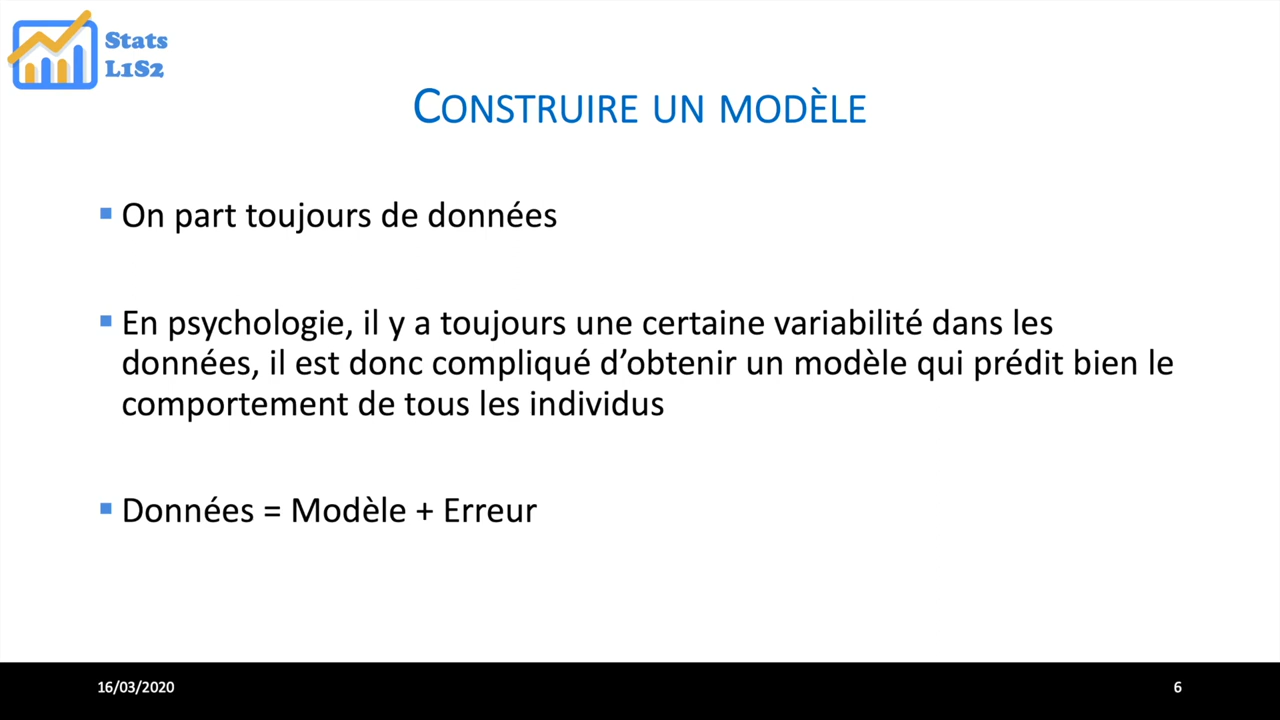 Stats
L1S2
CONSTRUIRE UN MODÈLE
On part toujours de données
En psychologie, il y a toujours une certaine variabilité dans les
données, il est donc compliqué d’obtenir un modèle qui prédit bien le
comportement de tous les individus
Données = Modèle + Erreur
16/03/2020
6